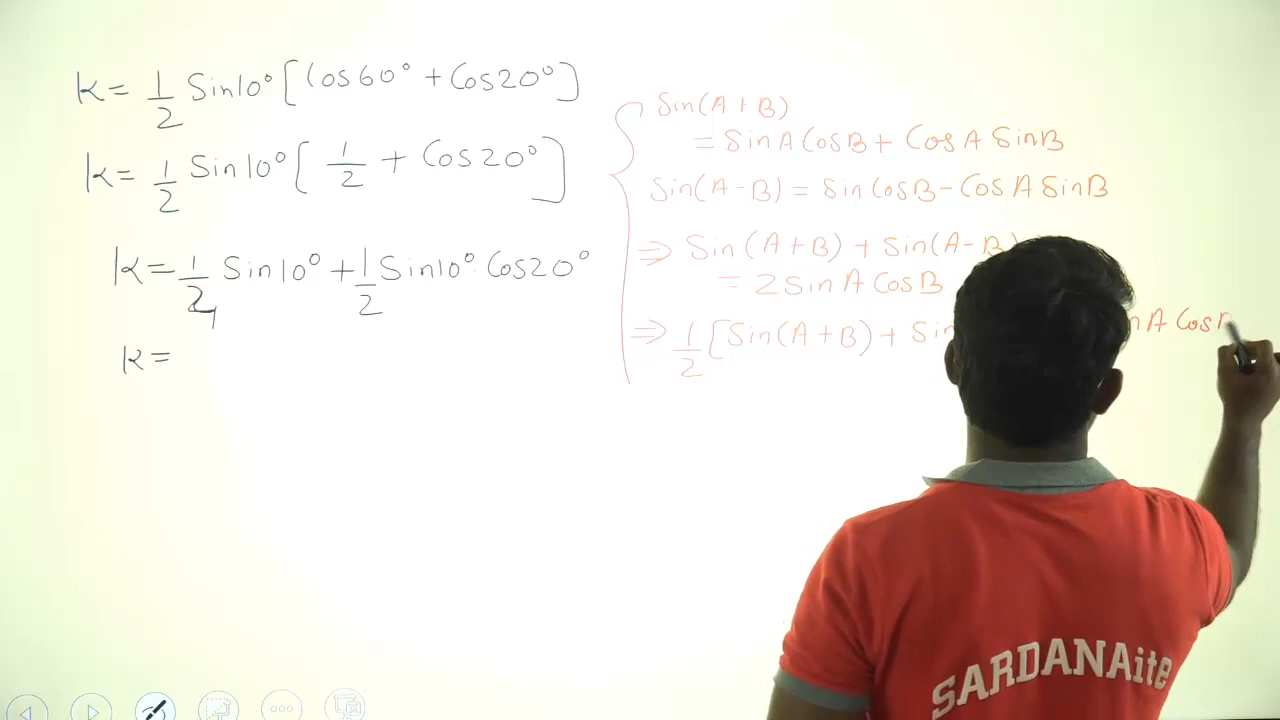 K = 1/2 Sin10° [Cos60° + Cos20°]
K = 1/2 Sin10° [1/2 + Cos20°]
K = 1/4 Sin10° + 1/2 Sin10° Cos20°
K =
Sin(A + B)
= SinA CosB + CosA SinB
Sin(A - B) = Sin CosB - CosA SinB
⇒ Sin(A + B) + Sin(A - B)
= 2 SinA CosB
⇒ 1/2 [Sin(A + B) + Sin A Cos
SARDANAite